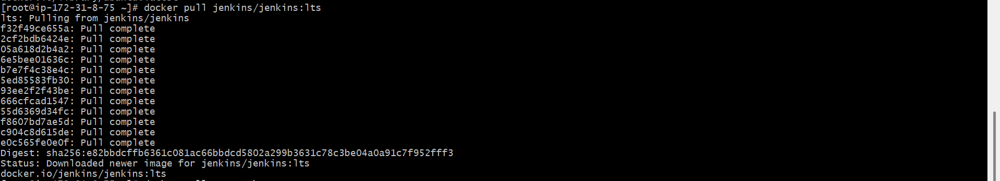 [root@ip-172-31-8-75 ~]# docker pull jenkins/jenkins:lts
lts: Pulling from jenkins/jenkins
f32f49ce655a: Pull complete
2cf2bdb6424e: Pull complete
05a618d2b4a2: Pull complete
6e5bee01636c: Pull complete
b7e7f4c38e4c: Pull complete
5ed85583fb30: Pull complete
93ee2f2f43be: Pull complete
666cfcad1547: Pull complete
55d6369d34fc: Pull complete
f8607bd7ae5d: Pull complete
c904c8d615de: Pull complete
e0c565fe0e0f: Pull complete
Digest: sha256:e82bbdcffb6361c081ac66bbdcd5802a299b3631c78c3be04a0a91c7f952fff3
Status: Downloaded newer image for jenkins/jenkins:lts
docker.io/jenkins/jenkins:lts